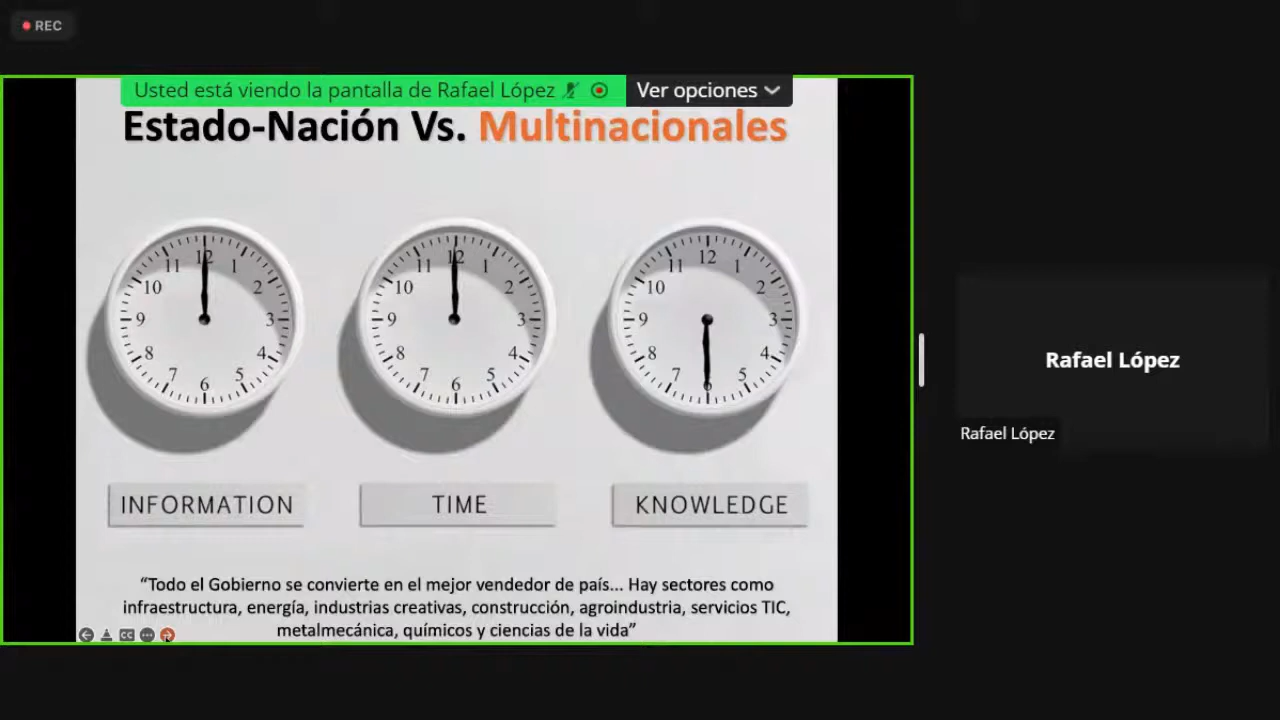 REC
Usted está viendo la pantalla de Rafael López
Ver opciones
Estado-Nación Vs. Multinacionales
12 1 2 3 4 5 6 7 8 9 10 11
12 1 2 3 4 5 6 7 8 9 10 11
12 1 2 3 4 5 6 7 8 9 10 11
INFORMATION
TIME
KNOWLEDGE
“Todo el Gobierno se convierte en el mejor vendedor de país... Hay sectores como
infraestructura, energía, industrias creativas, construcción, agroindustria, servicios TIC,
metalmecánica, químicos y ciencias de la vida”
CC
Rafael López
Rafael López